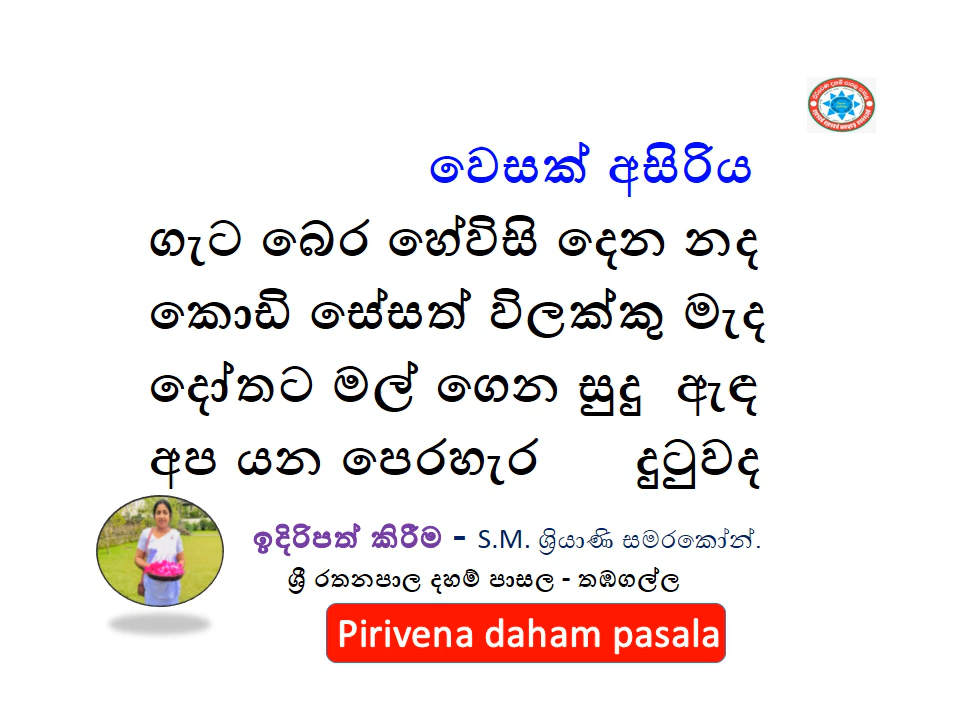 වෙසක් අසිරිය
ගැට බෙර හේවිසි දෙන නද
කොඩි සේසත් විලක්කු මැද
දෝතට මල් ගෙන සුදු ඇඳ
අප යන පෙරහැර දුටුවද
ඉදිරිපත් කිරීම - S.M. ශ්‍රියාණි සමරකෝන්.
ශ්‍රී රතනපාල දහම් පාසල - තඹගල්ල
Pirivena daham pasala